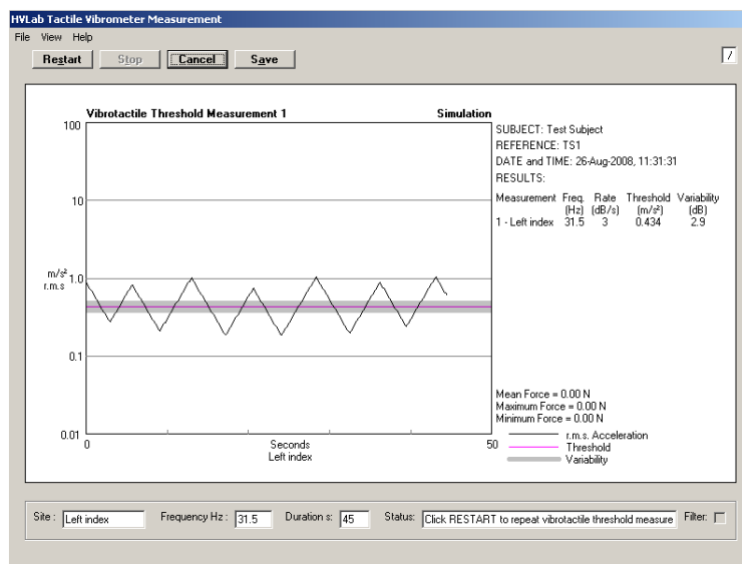 HVLab Tactile Vibrometer Measurement
File View Help
Restart Stop Cancel Save
/
Vibrotactile Threshold Measurement 1 Simulation
100
10
m/s² 1.0
r.m.s
0.1
0.01
0 Seconds 50
Left index
SUBJECT: Test Subject
REFERENCE: TS1
DATE and TIME: 26-Aug-2008, 11:31:31
RESULTS:
Measurement Freq. Rate Threshold Variability
(Hz) (dB/s) (m/s²) (dB)
1 - Left index 31.5 3 0.434 2.9
Mean Force = 0.00 N
Maximum Force = 0.00 N
Minimum Force = 0.00 N
r.m.s. Acceleration
Threshold
Variability
Site : Left index Frequency Hz : 31.5 Duration s: 45 Status: Click RESTART to repeat vibrotactile threshold measure Filter: